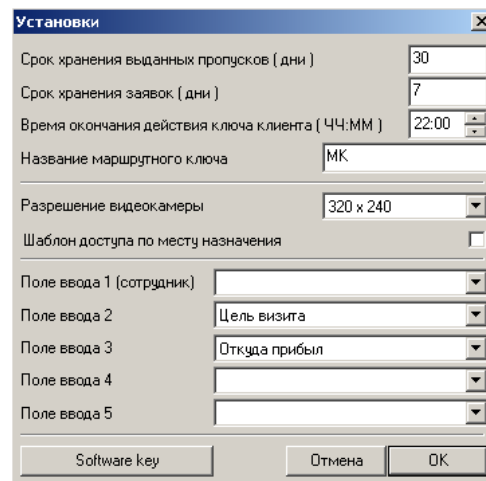 Установки
Срок хранения выданных пропусков ( дни ) 30
Срок хранения заявок ( дни ) 7
Время окончания действия ключа клиента ( ЧЧ:ММ ) 22:00
Название маршрутного ключа МК
Разрешение видеокамеры 320 x 240
Шаблон доступа по месту назначения
Поле ввода 1 (сотрудник)
Поле ввода 2 Цель визита
Поле ввода 3 Откуда прибыл
Поле ввода 4
Поле ввода 5
Software key Отмена OK